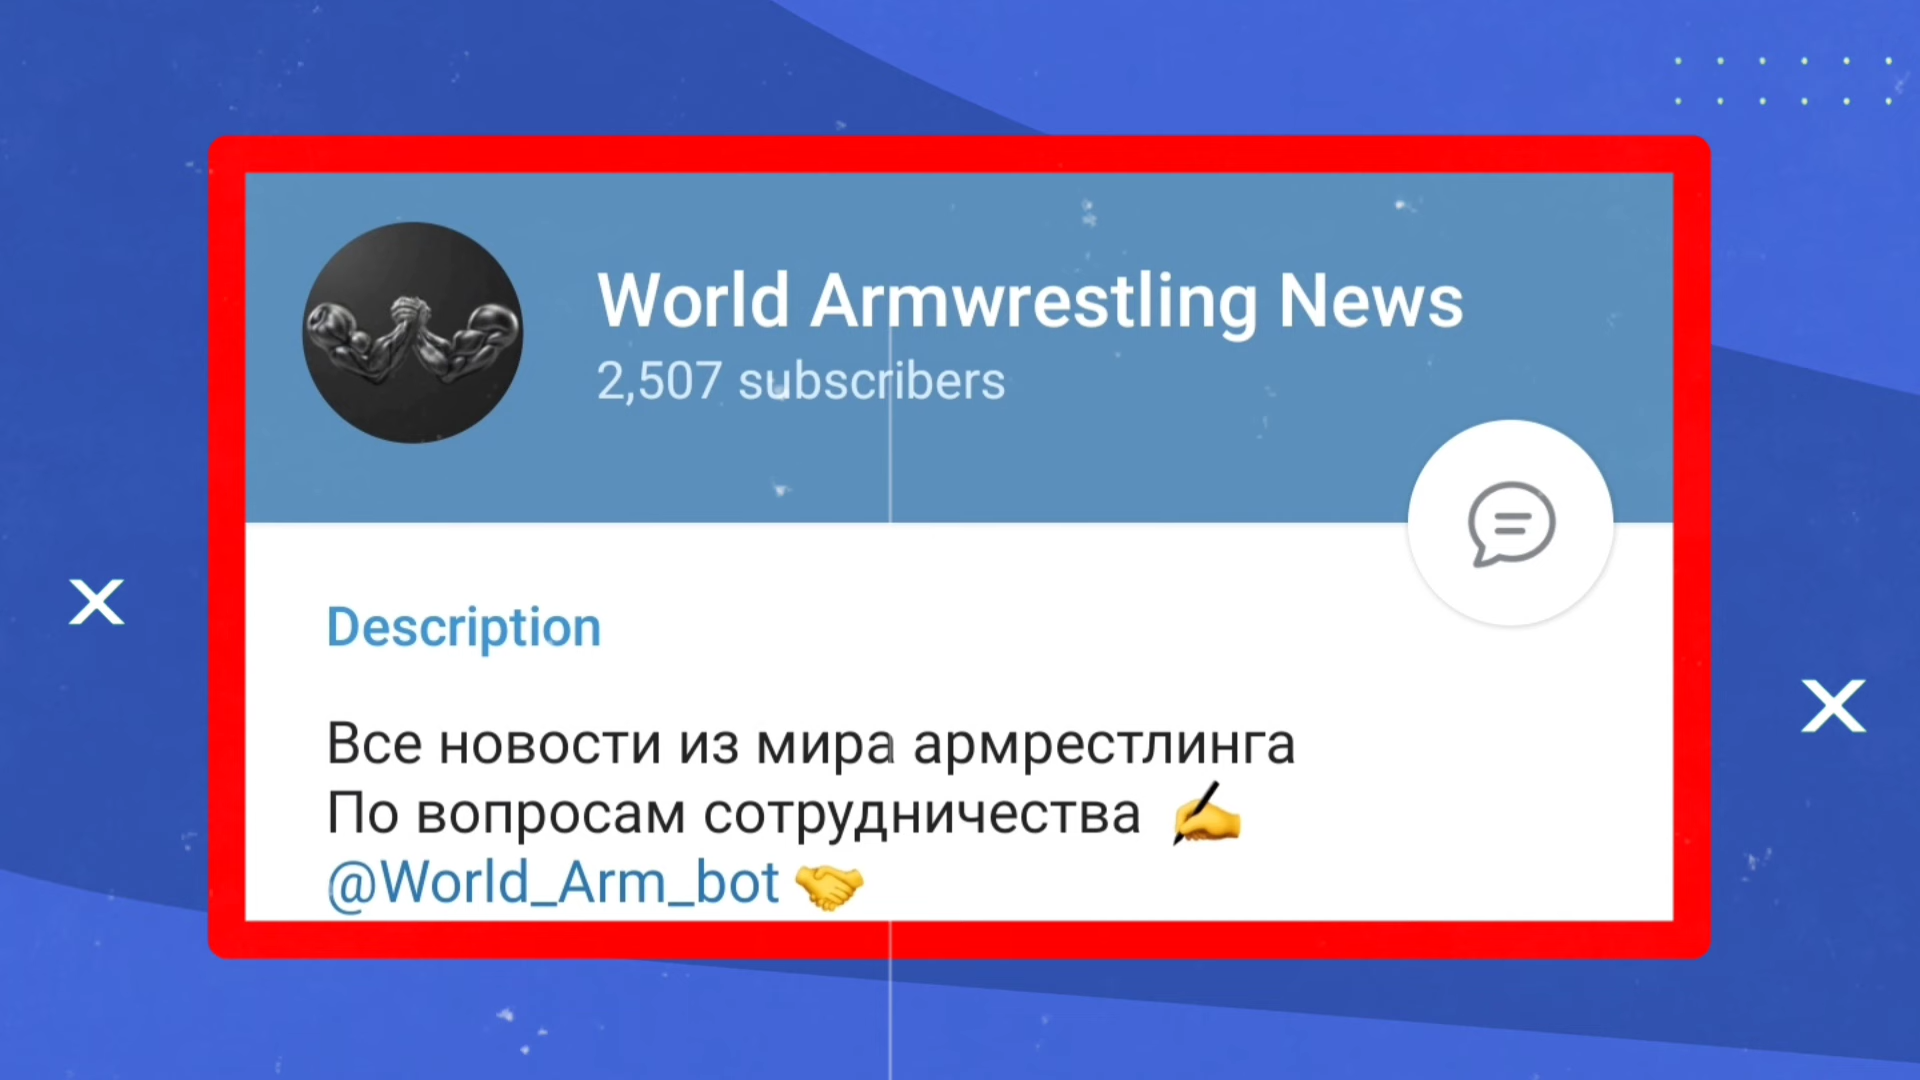 World Armwrestling News
2,507 subscribers
Description
Все новости из мира армрестлинга
По вопросам сотрудничества ✍️
@World_Arm_bot 🤝